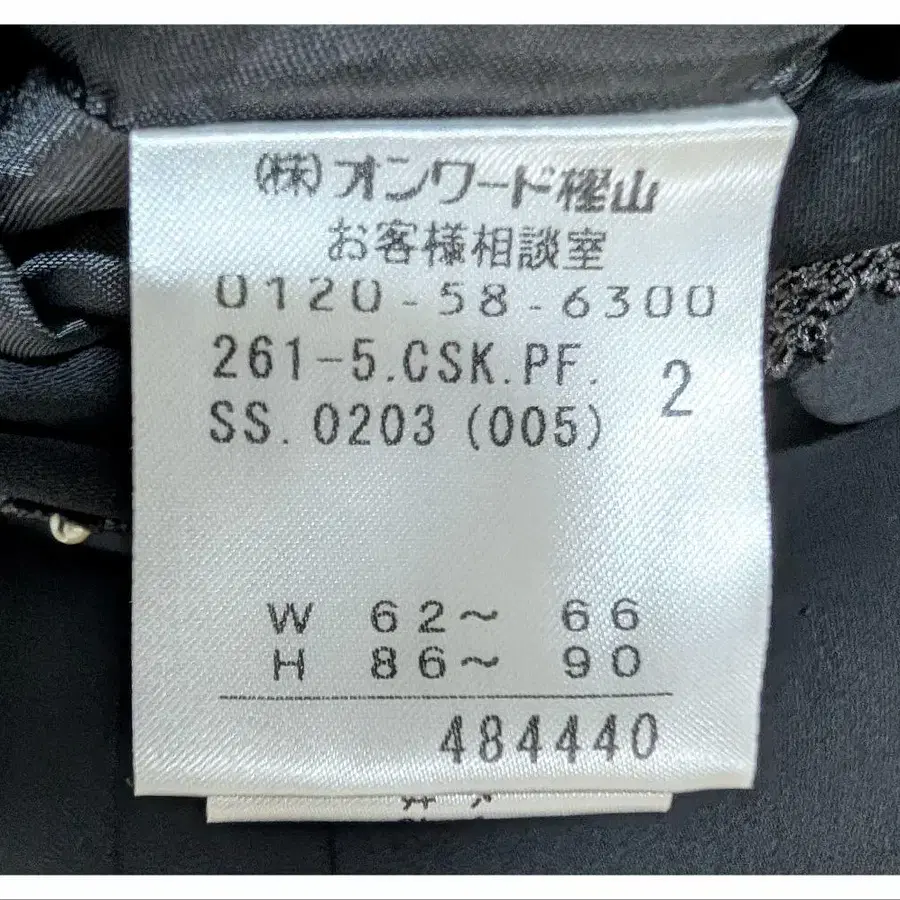 (株)オンワード樫山
お客様相談室
0120-58-6300
261-5.CSK.PF. 2
SS. 0203 (005)
W 62~ 66
H 86~ 90
484440